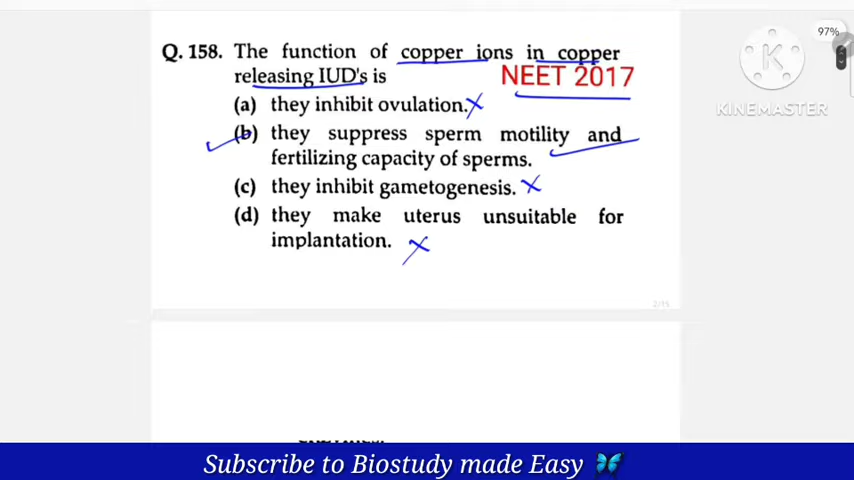 97%
Q. 158. The function of copper ions in copper
releasing IUD's is
NEET 2017
KINEMASTER
(a) they inhibit ovulation.
(b) they suppress sperm motility and
fertilizing capacity of sperms.
(c) they inhibit gametogenesis.
(d) they make uterus unsuitable for
implantation.
2/15
Subscribe to Biostudy made Easy 🦋